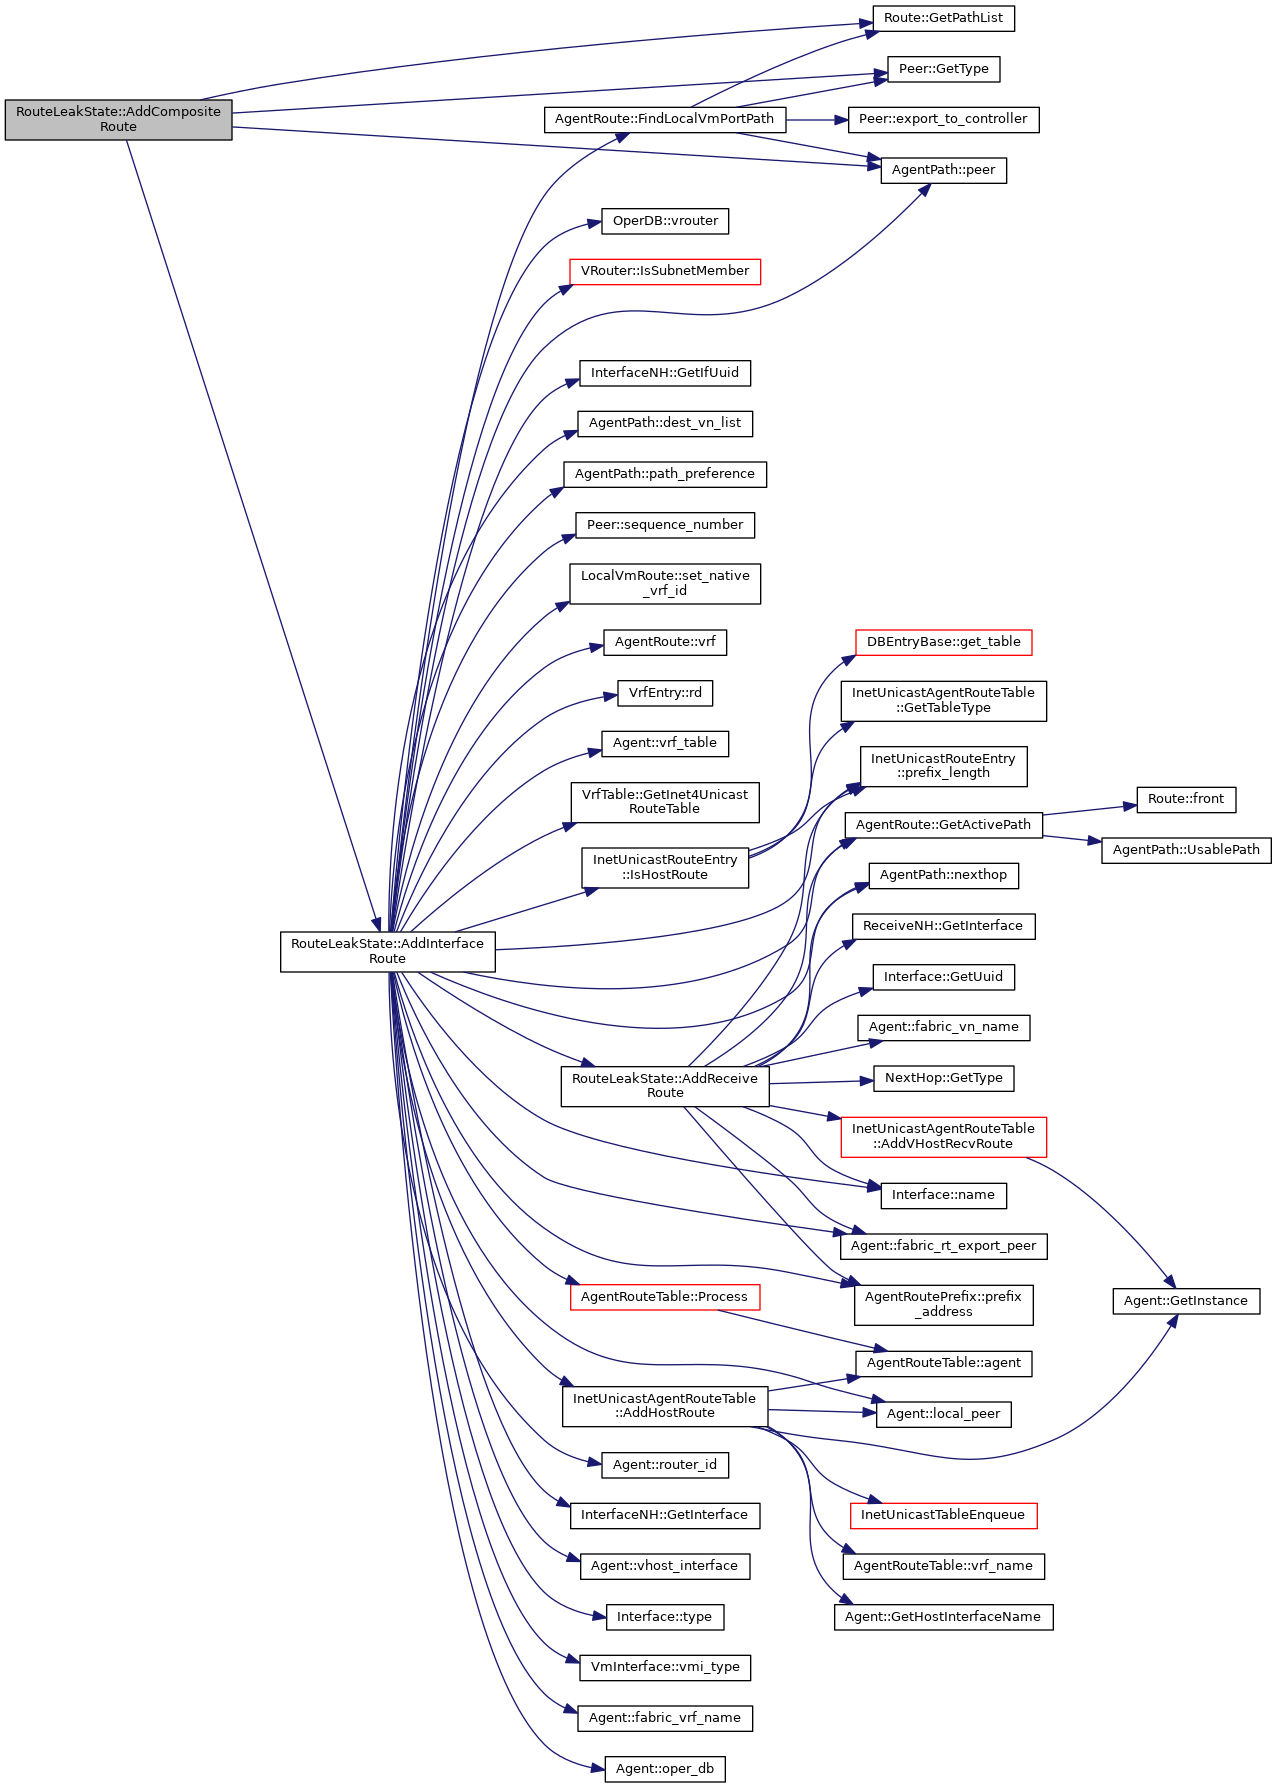 Route::GetPathList
Peer::GetType
RouteLeakState::AddComposite
Route
AgentRoute::FindLocalVmPortPath
Peer::export_to_controller
AgentPath::peer
OperDB::vrouter
VRouter::IsSubnetMember
InterfaceNH::GetIfUuid
AgentPath::dest_vn_list
AgentPath::path_preference
Peer::sequence_number
LocalVmRoute::set_native
_vrf_id
AgentRoute::vrf
DBEntryBase::get_table
VrfEntry::rd
InetUnicastAgentRouteTable
::GetTableType
Agent::vrf_table
InetUnicastRouteEntry
::prefix_length
VrfTable::GetInet4Unicast
RouteTable
Route::front
AgentRoute::GetActivePath
AgentPath::UsablePath
InetUnicastRouteEntry
::IsHostRoute
AgentPath::nexthop
ReceiveNH::GetInterface
RouteLeakState::AddInterface
Route
Interface::GetUuid
Agent::fabric_vn_name
NextHop::GetType
RouteLeakState::AddReceive
Route
InetUnicastAgentRouteTable
::AddVHostRecvRoute
Interface::name
Agent::fabric_rt_export_peer
AgentRouteTable::Process
AgentRoutePrefix::prefix
_address
Agent::GetInstance
AgentRouteTable::agent
InetUnicastAgentRouteTable
::AddHostRoute
Agent::local_peer
Agent::router_id
InterfaceNH::GetInterface
InetUnicastTableEnqueue
Agent::vhost_interface
AgentRouteTable::vrf_name
Interface::type
Agent::GetHostInterfaceName
VmInterface::vmi_type
Agent::fabric_vrf_name
Agent::oper_db